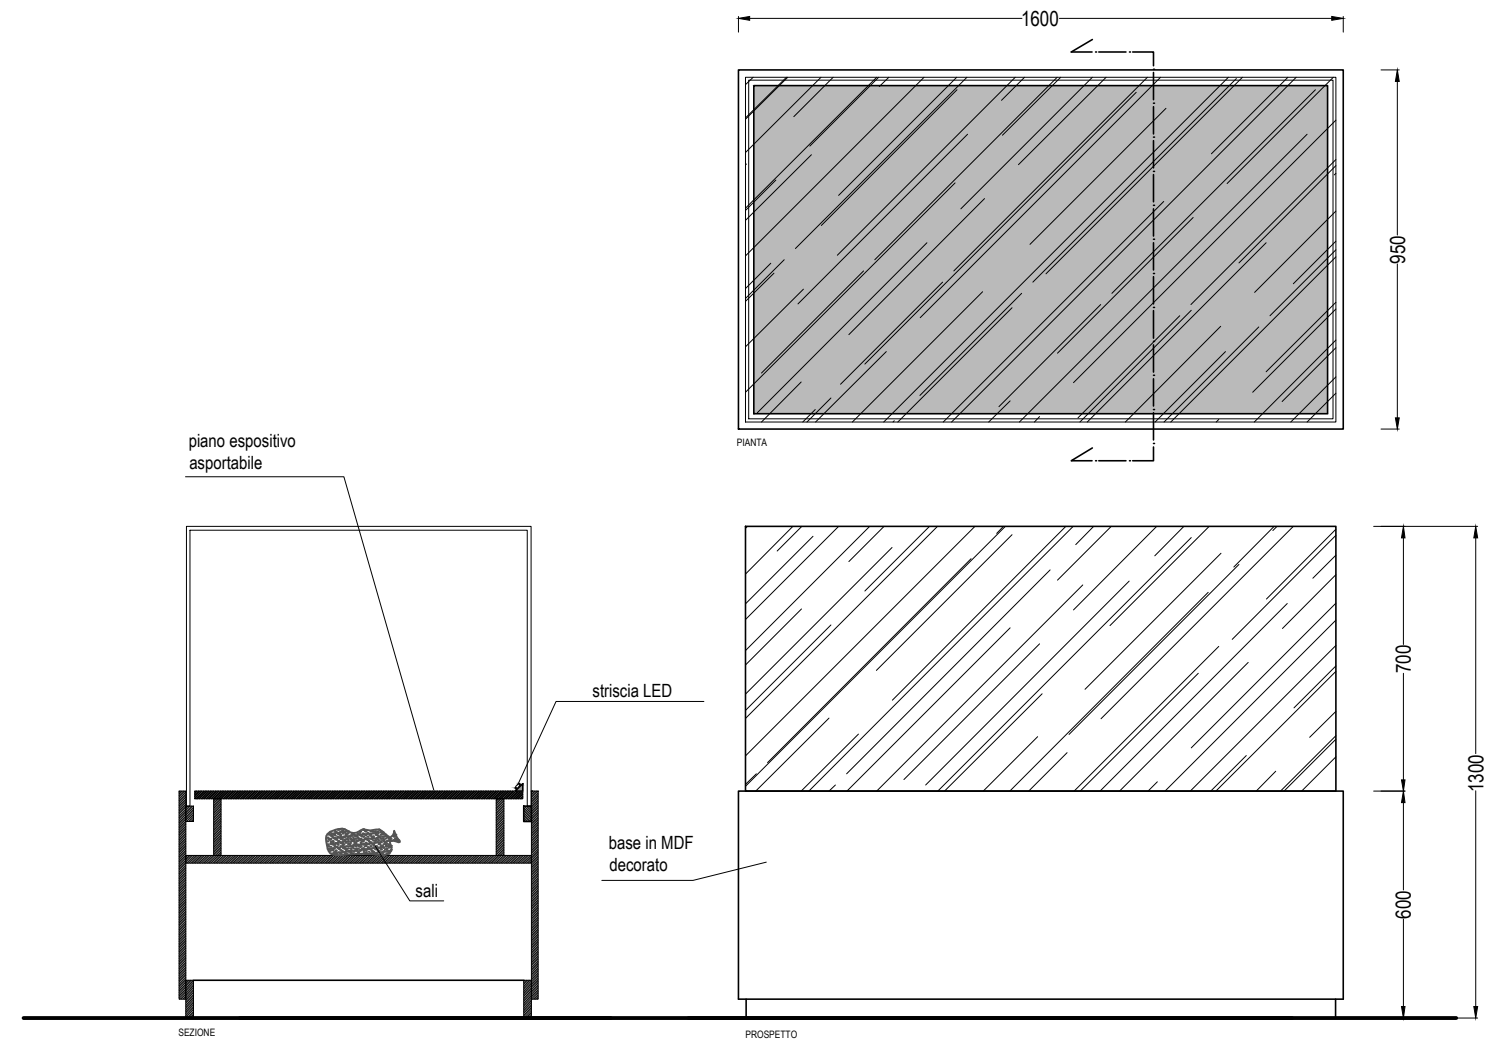 1600
950
PIANTA
piano espositivo
asportabile
striscia LED
700
1300
base in MDF
decorato
sali
600
SEZIONE
PROSPETTO